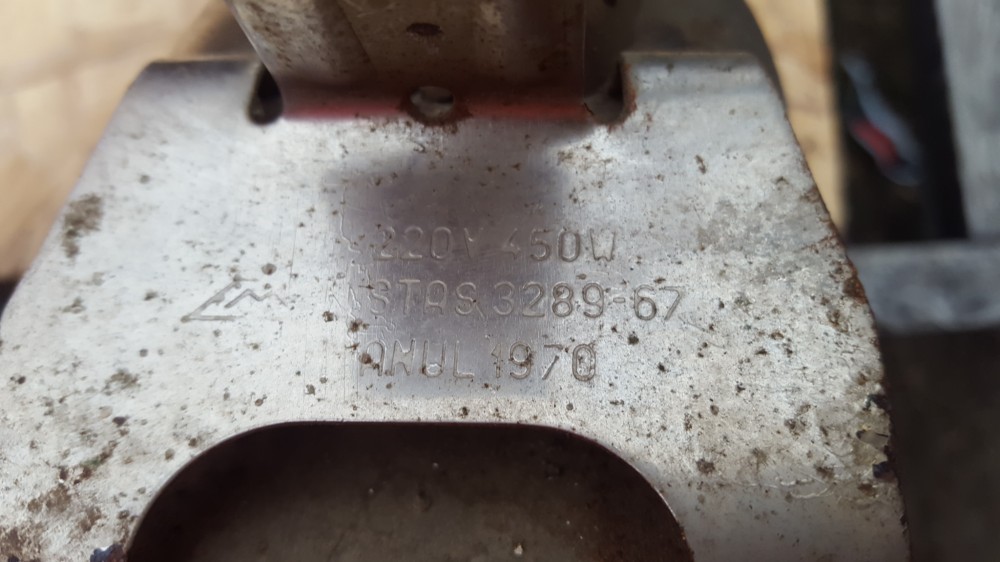 220V 450W
STAS 3289-67
ANUL 1970